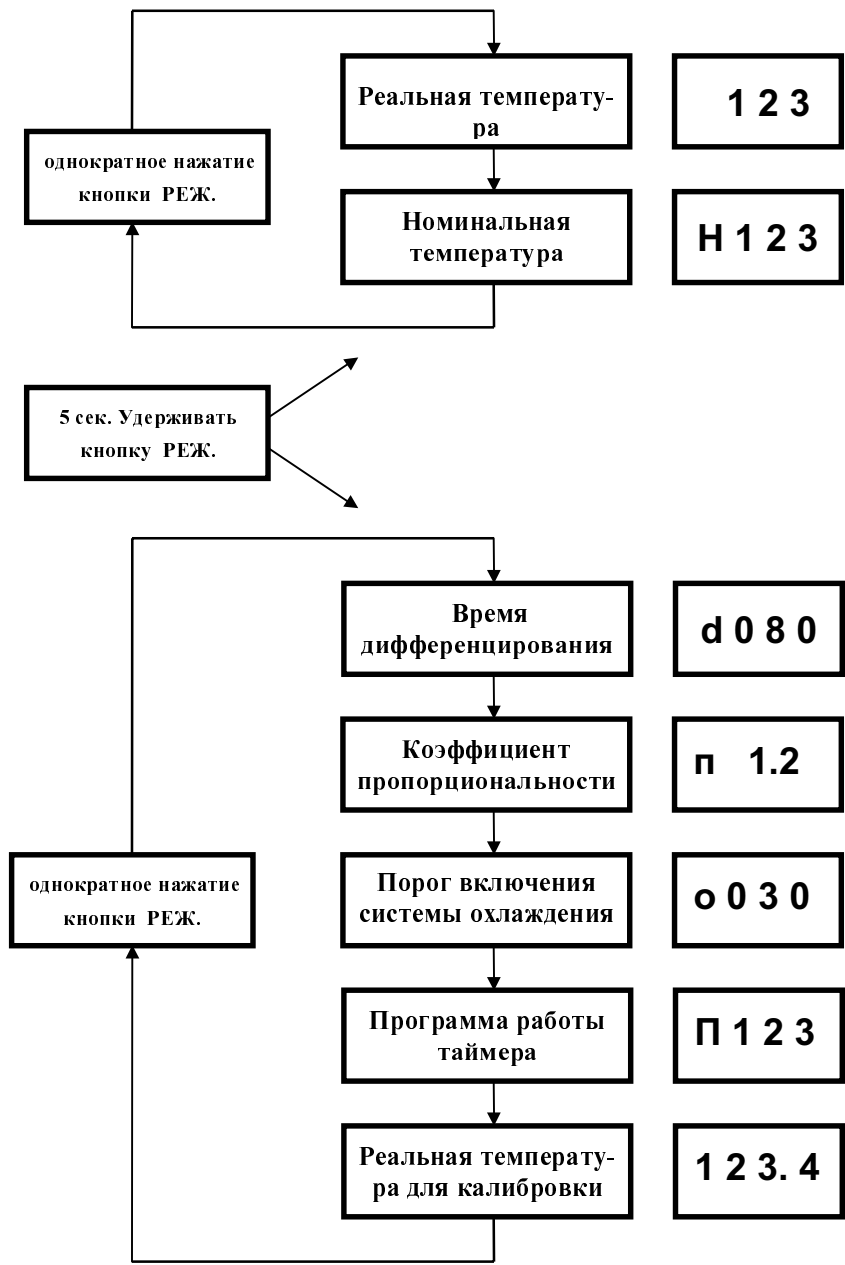 Реальная температу-
ра
1 2 3
однократное нажатие
кнопки РЕЖ.
Номинальная
температура
Н 1 2 3
5 сек. Удерживать
кнопку РЕЖ.
Время
дифференцирования
d 0 8 0
Коэффициент
пропорциональности
п 1.2
однократное нажатие
кнопки РЕЖ.
Порог включения
системы охлаждения
о 0 3 0
Программа работы
таймера
П 1 2 3
Реальная температу-
ра для калибровки
1 2 3. 4